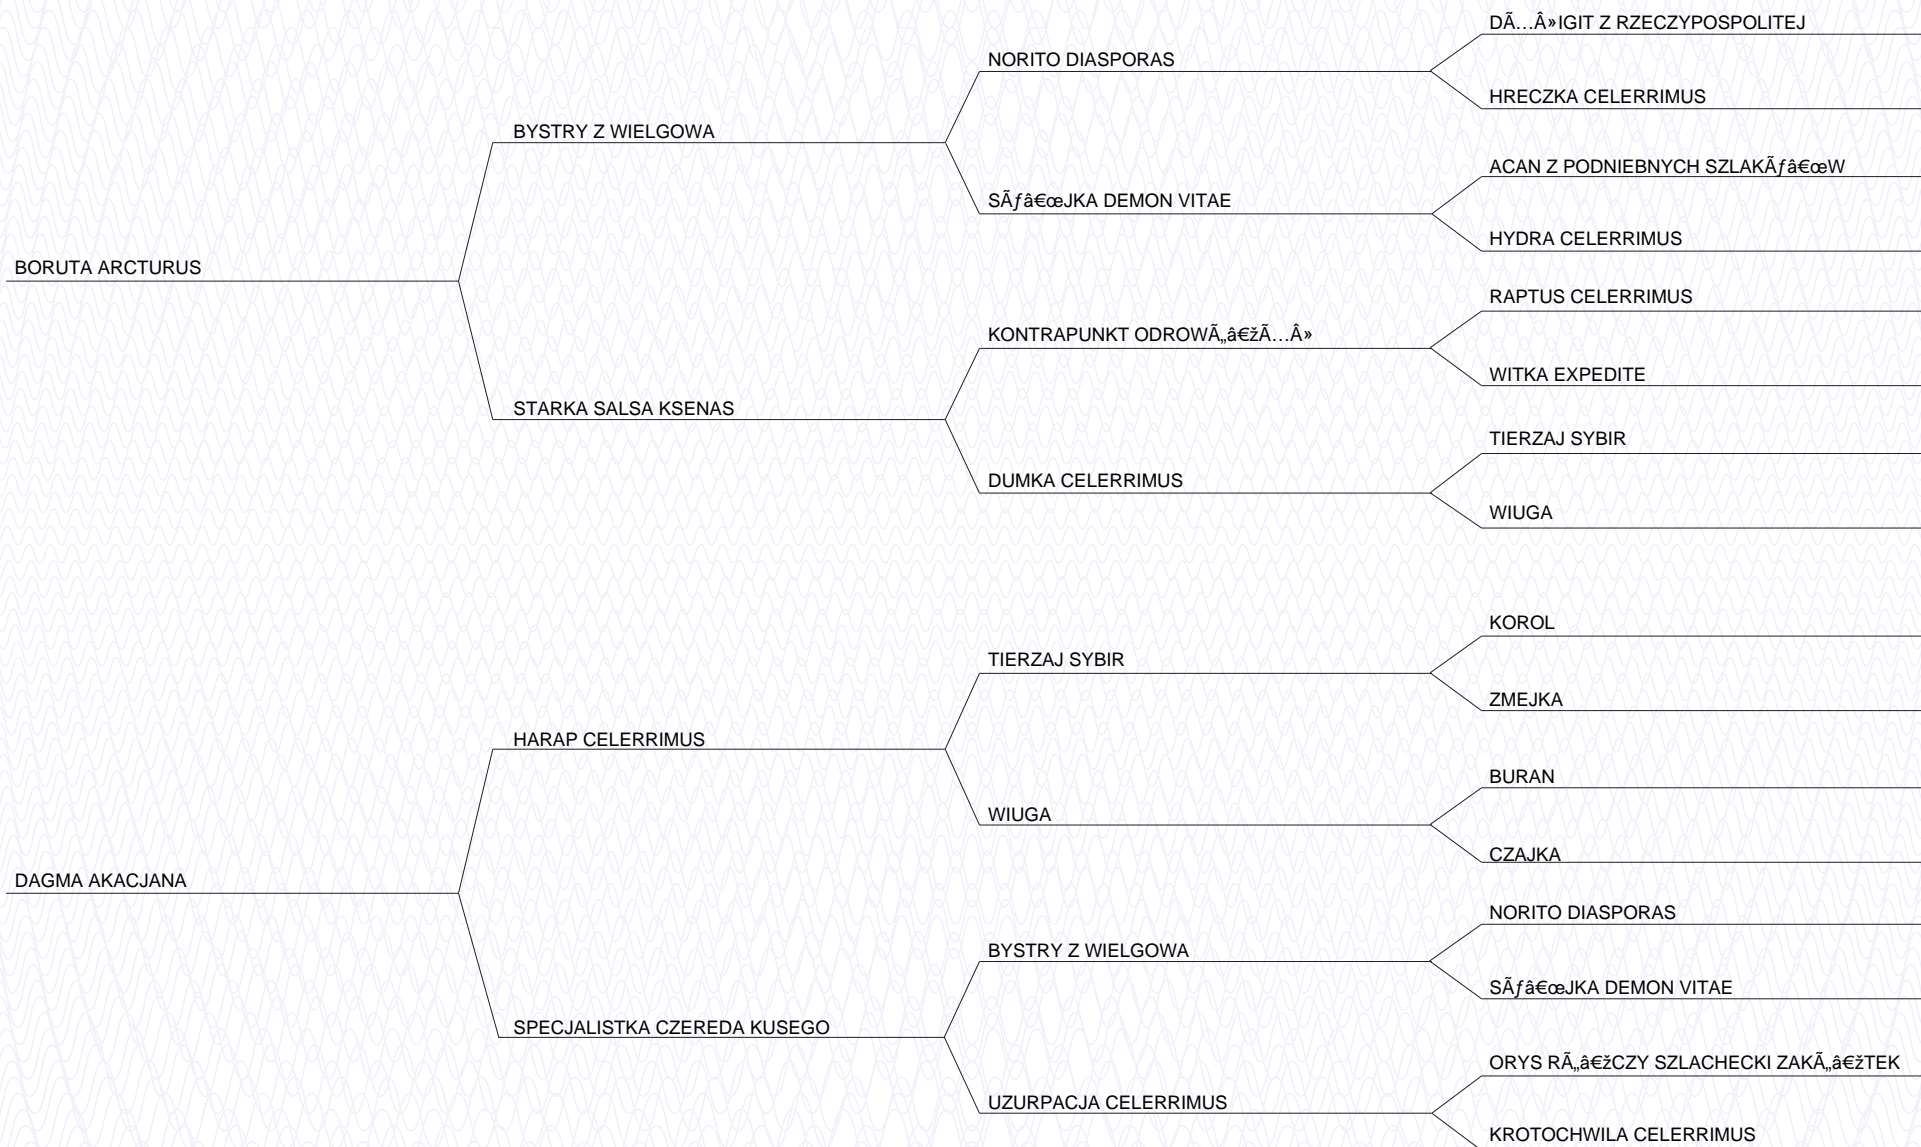 DÃ…Â»IGIT Z RZECZYPOSPOLITEJ
NORITO DIASPORAS
HRECZKA CELERRIMUS
BYSTRY Z WIELGOWA
ACAN Z PODNIEBNYCH SZLAKÃƒâ€œW
SÃƒâ€œJKA DEMON VITAE
HYDRA CELERRIMUS
BORUTA ARCTURUS
RAPTUS CELERRIMUS
KONTRAPUNKT ODROWÃ„â€žÃ…Â»
WITKA EXPEDITE
STARKA SALSA KSENAS
TIERZAJ SYBIR
DUMKA CELERRIMUS
WIUGA
KOROL
TIERZAJ SYBIR
ZMEJKA
HARAP CELERRIMUS
BURAN
WIUGA
CZAJKA
DAGMA AKACJANA
NORITO DIASPORAS
BYSTRY Z WIELGOWA
SÃƒâ€œJKA DEMON VITAE
SPECJALISTKA CZEREDA KUSEGO
ORYS RÃ„â€žCZY SZLACHECKI ZAKÃ„â€žTEK
UZURPACJA CELERRIMUS
KROTOCHWILA CELERRIMUS